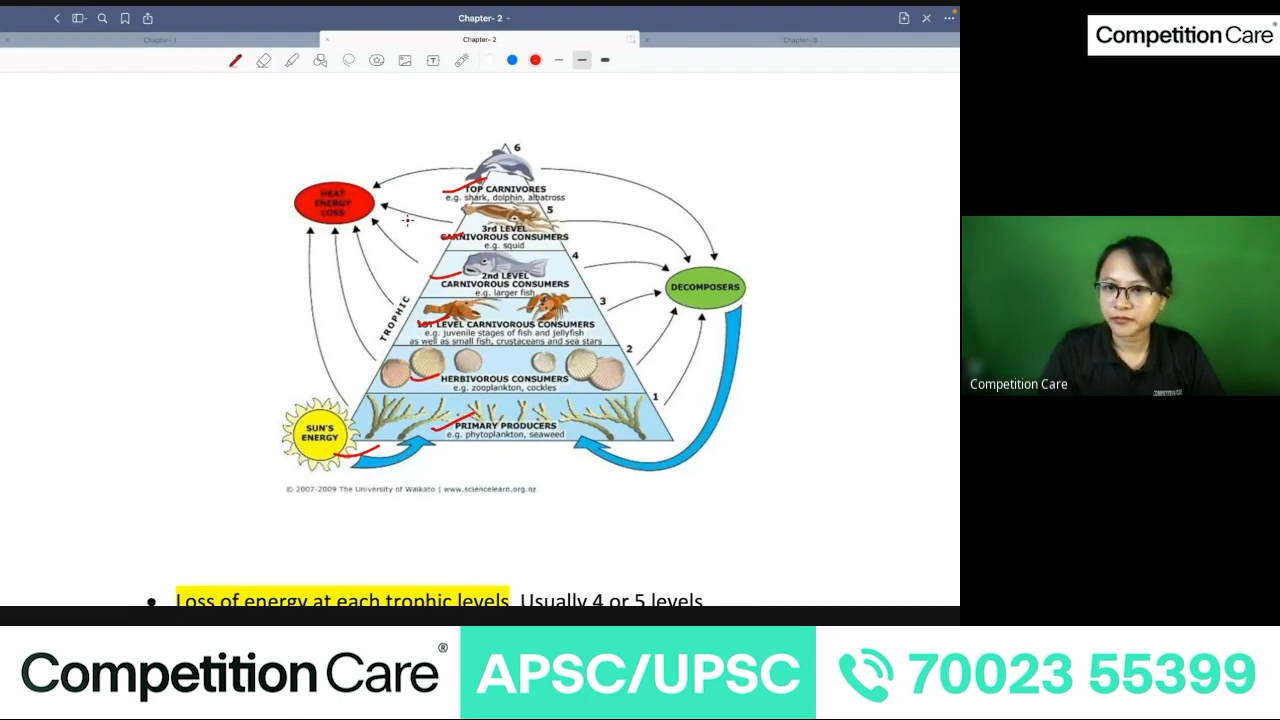 Chapter- 2
Chapter- 1
Chapter- 2
Chapter- 3
Competition Care®
6
TOP CARNIVORES
e.g. shark, dolphin, albatross
HEAT
ENERGY
LOSS
5
3rd LEVEL
CARNIVOROUS CONSUMERS
e.g. squid
4
2nd LEVEL
CARNIVOROUS CONSUMERS
e.g. larger fish
DECOMPOSERS
3
TROPHIC
1ST LEVEL CARNIVOROUS CONSUMERS
e.g. juvenile stages of fish and jellyfish
as well as small fish, crustaceans and sea stars
2
HERBIVOROUS CONSUMERS
e.g. zooplankton, cockles
1
SUN'S
ENERGY
PRIMARY PRODUCERS
e.g. phytoplankton, seaweed
© 2007-2009 The University of Waikato | www.sciencelearn.org.nz
Competition Care
• Loss of energy at each trophic levels Usually 4 or 5 levels
Competition Care® APSC/UPSC 70023 55399